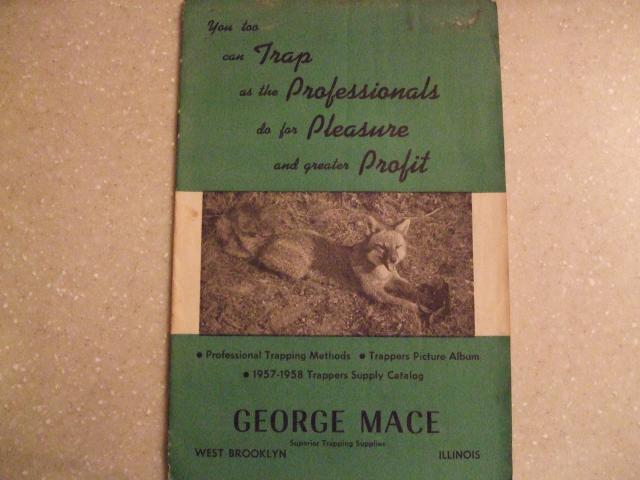 You too
can Trap
as the Professionals
do for Pleasure
and greater Profit
● Professional Trapping Methods ● Trappers Picture Album
● 1957-1958 Trappers Supply Catalog
GEORGE MACE
Superior Trapping Supplies
WEST BROOKLYN ILLINOIS